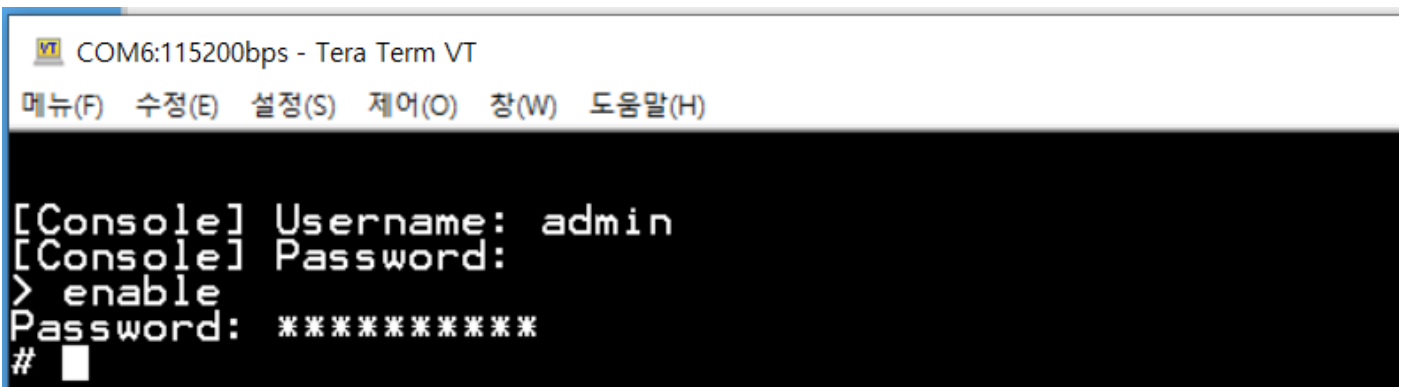 COM6:115200bps - Tera Term VT
메뉴(F) 수정(E) 설정(S) 제어(O) 창(W) 도움말(H)
[Console] Username: admin
[Console] Password:
> enable
Password: **********
#